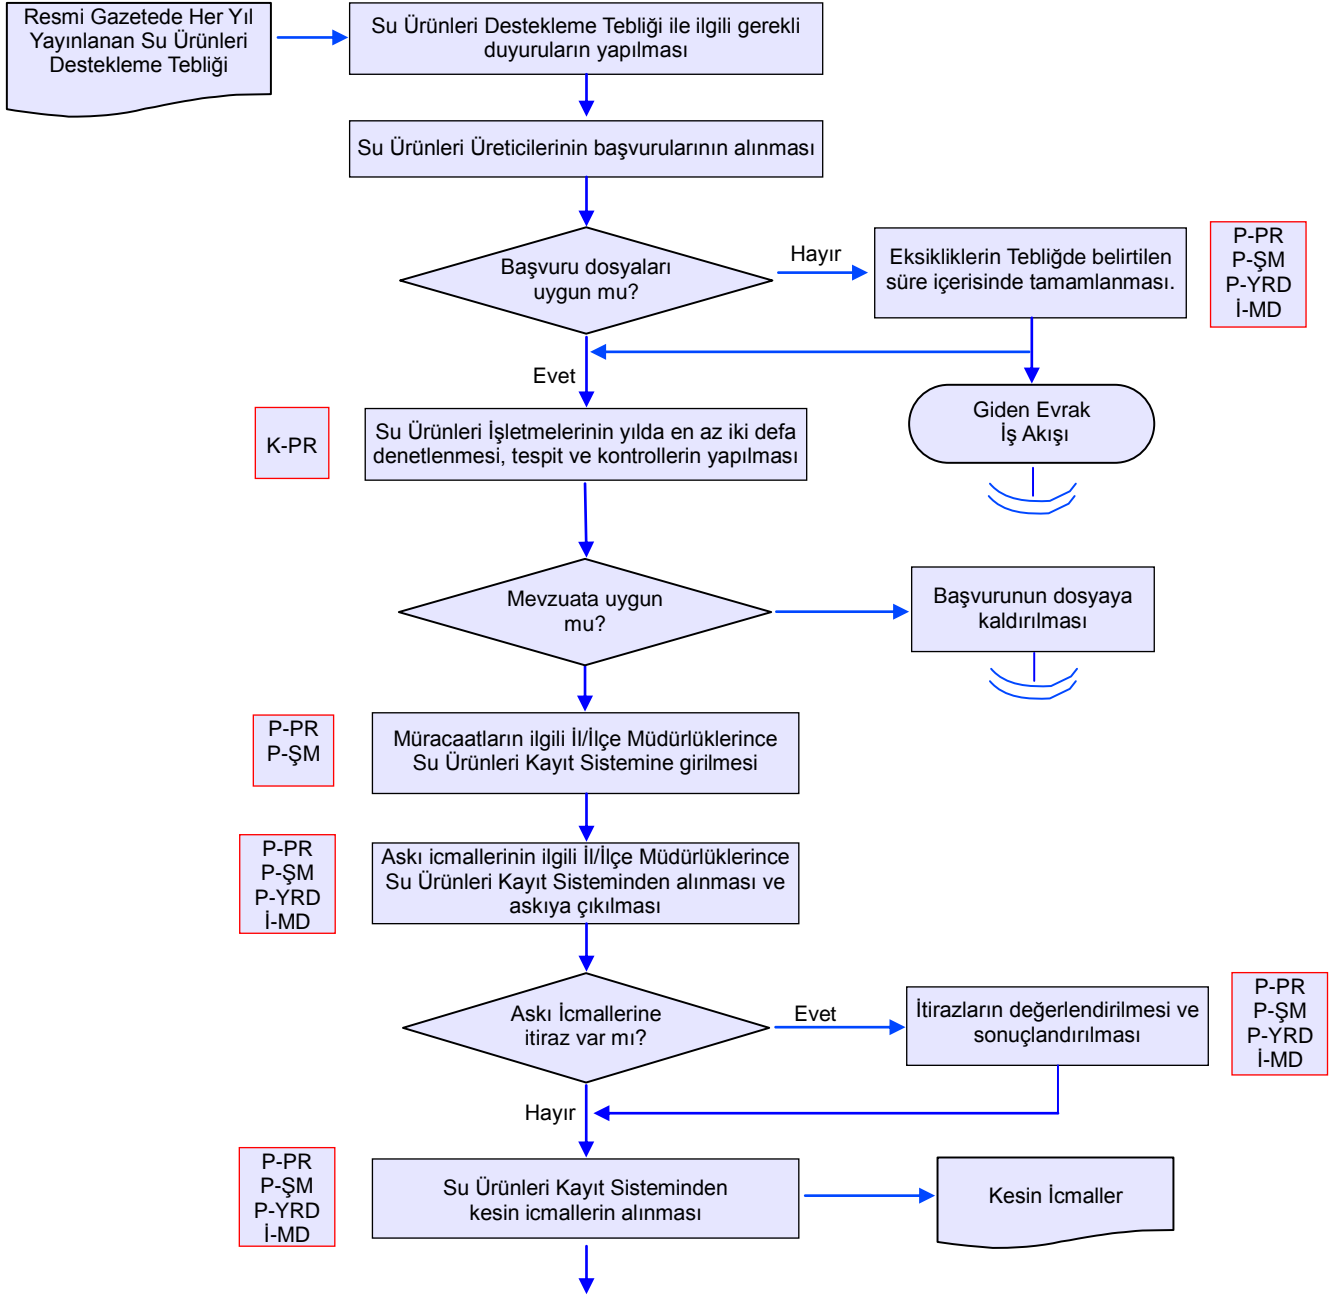 Resmi Gazetede Her Yıl
Yayınlanan Su Ürünleri
Destekleme Tebliği
Su Ürünleri Destekleme Tebliği ile ilgili gerekli
duyuruların yapılması
Su Ürünleri Üreticilerinin başvurularının alınması
Başvuru dosyaları
uygun mu?
Hayır
Eksikliklerin Tebliğde belirtilen
süre içerisinde tamamlanması.
P-PR
P-ŞM
P-YRD
İ-MD
Evet
Giden Evrak
İş Akışı
K-PR
Su Ürünleri İşletmelerinin yılda en az iki defa
denetlenmesi, tespit ve kontrollerin yapılması
Mevzuata uygun
mu?
Başvurunun dosyaya
kaldırılması
P-PR
P-ŞM
Müracaatların ilgili İl/İlçe Müdürlüklerince
Su Ürünleri Kayıt Sistemine girilmesi
P-PR
P-ŞM
P-YRD
İ-MD
Askı icmallerinin ilgili İl/İlçe Müdürlüklerince
Su Ürünleri Kayıt Sisteminden alınması ve
askıya çıkılması
Askı İcmallerine
itiraz var mı?
Evet
İtirazların değerlendirilmesi ve
sonuçlandırılması
P-PR
P-ŞM
P-YRD
İ-MD
Hayır
P-PR
P-ŞM
P-YRD
İ-MD
Su Ürünleri Kayıt Sisteminden
kesin icmallerin alınması
Kesin İcmaller